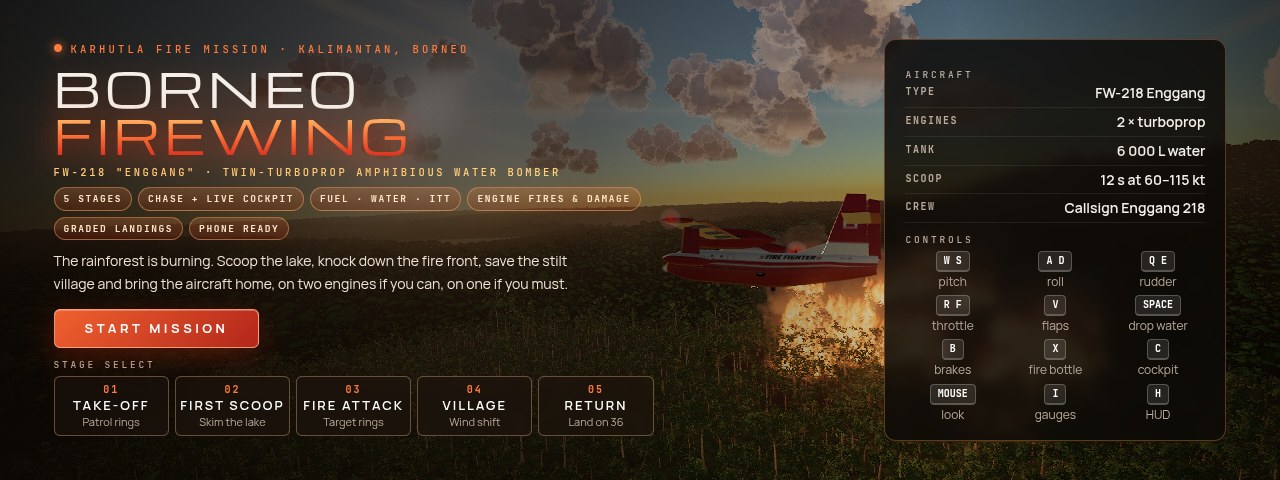 KARHUTLA FIRE MISSION · KALIMANTAN, BORNEO
BORNEO
FIREWING
FW-218 "ENGGANG" · TWIN-TURBOPROP AMPHIBIOUS WATER BOMBER
5 STAGES
CHASE + LIVE COCKPIT
FUEL · WATER · ITT
ENGINE FIRES & DAMAGE
GRADED LANDINGS
PHONE READY
The rainforest is burning. Scoop the lake, knock down the fire front, save the stilt
village and bring the aircraft home, on two engines if you can, on one if you must.
START MISSION
STAGE SELECT
01
TAKE-OFF
Patrol rings
02
FIRST SCOOP
Skim the lake
03
FIRE ATTACK
Target rings
04
VILLAGE
Wind shift
05
RETURN
Land on 36
FIRE FIGHTER
AIRCRAFT
TYPE FW-218 Enggang
ENGINES 2 × turboprop
TANK 6 000 L water
SCOOP 12 s at 60–115 kt
CREW Callsign Enggang 218
CONTROLS
W S
pitch
A D
roll
Q E
rudder
R F
throttle
V
flaps
SPACE
drop water
B
brakes
X
fire bottle
C
cockpit
MOUSE
look
I
gauges
H
HUD